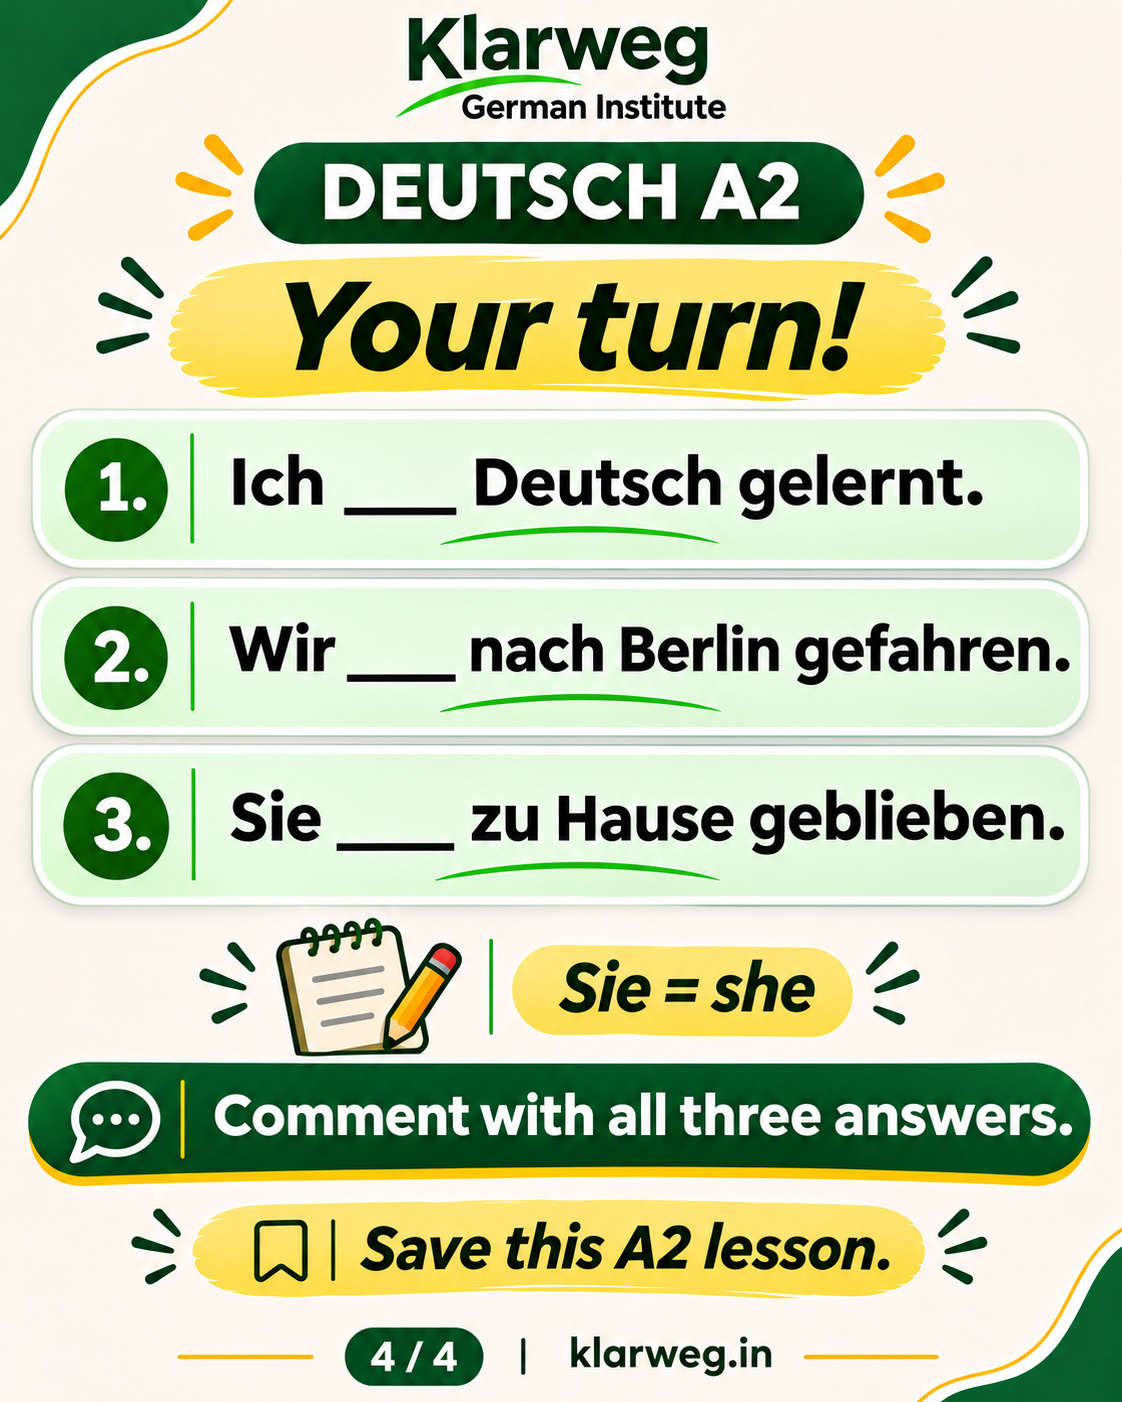 Klarweg
German Institute
DEUTSCH A2
Your turn!
1. Ich ____ Deutsch gelernt.
2. Wir ____ nach Berlin gefahren.
3. Sie ____ zu Hause geblieben.
Sie = she
Comment with all three answers.
Save this A2 lesson.
4 / 4 | klarweg.in